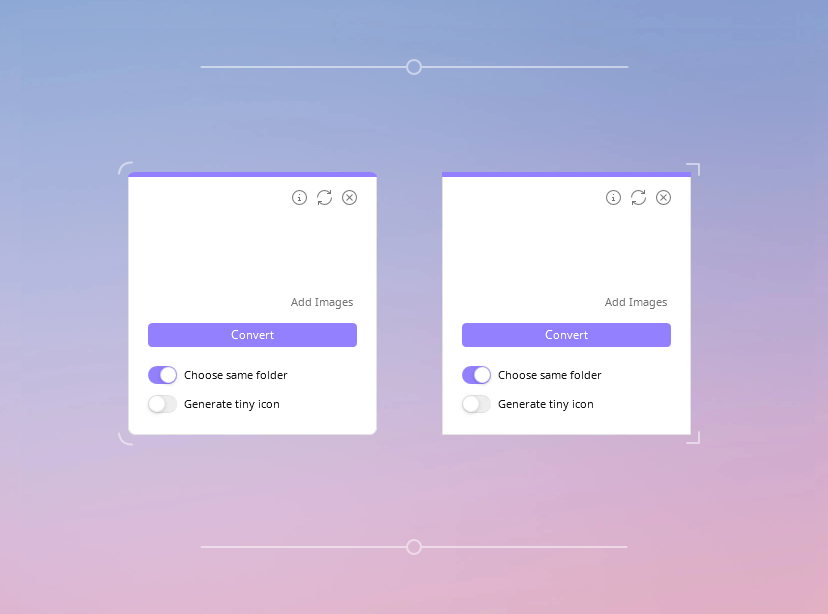 Add Images
Convert
Choose same folder
Generate tiny icon
Add Images
Convert
Choose same folder
Generate tiny icon